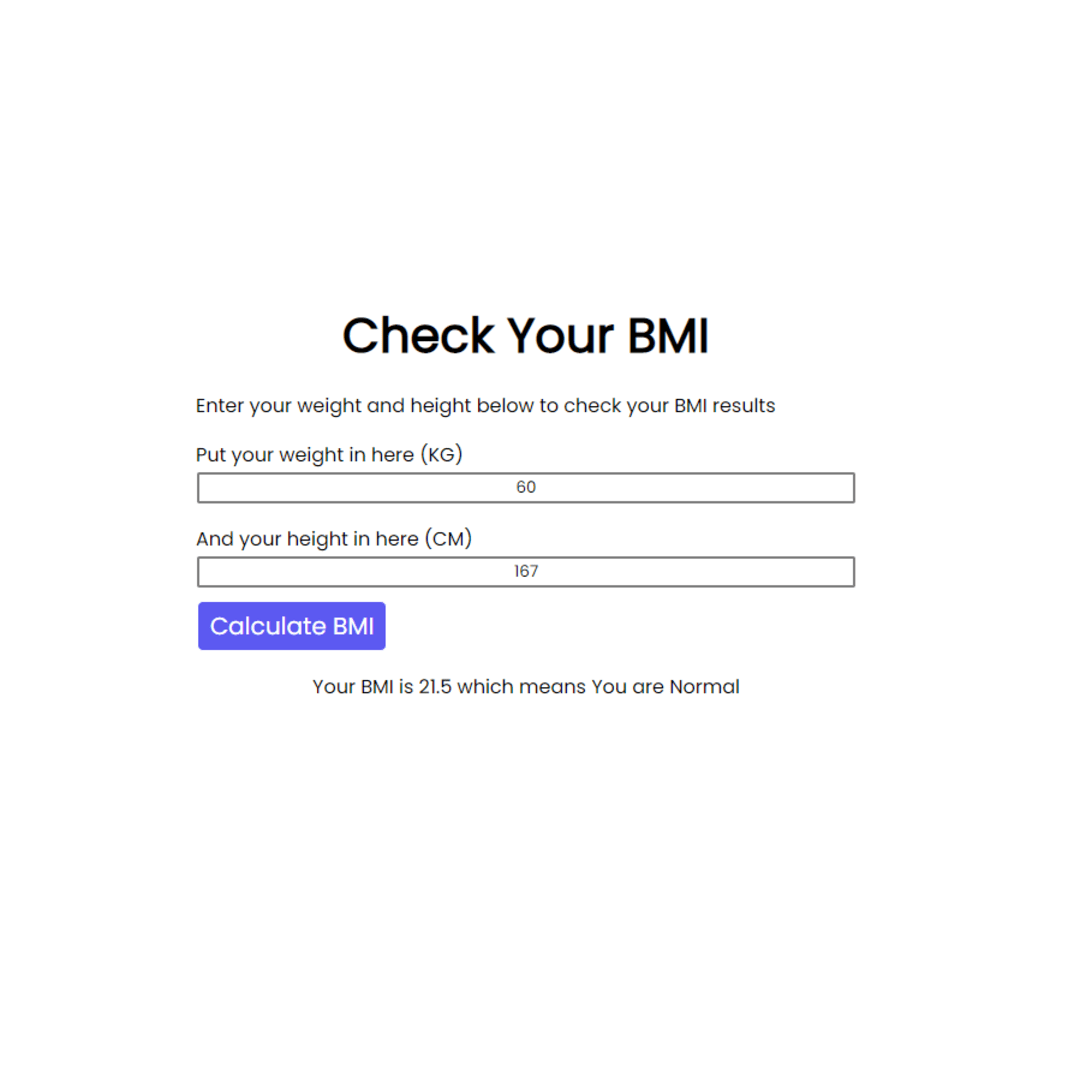 Check Your BMI
Enter your weight and height below to check your BMI results
Put your weight in here (KG)
60
And your height in here (CM)
167
Calculate BMI
Your BMI is 21.5 which means You are Normal